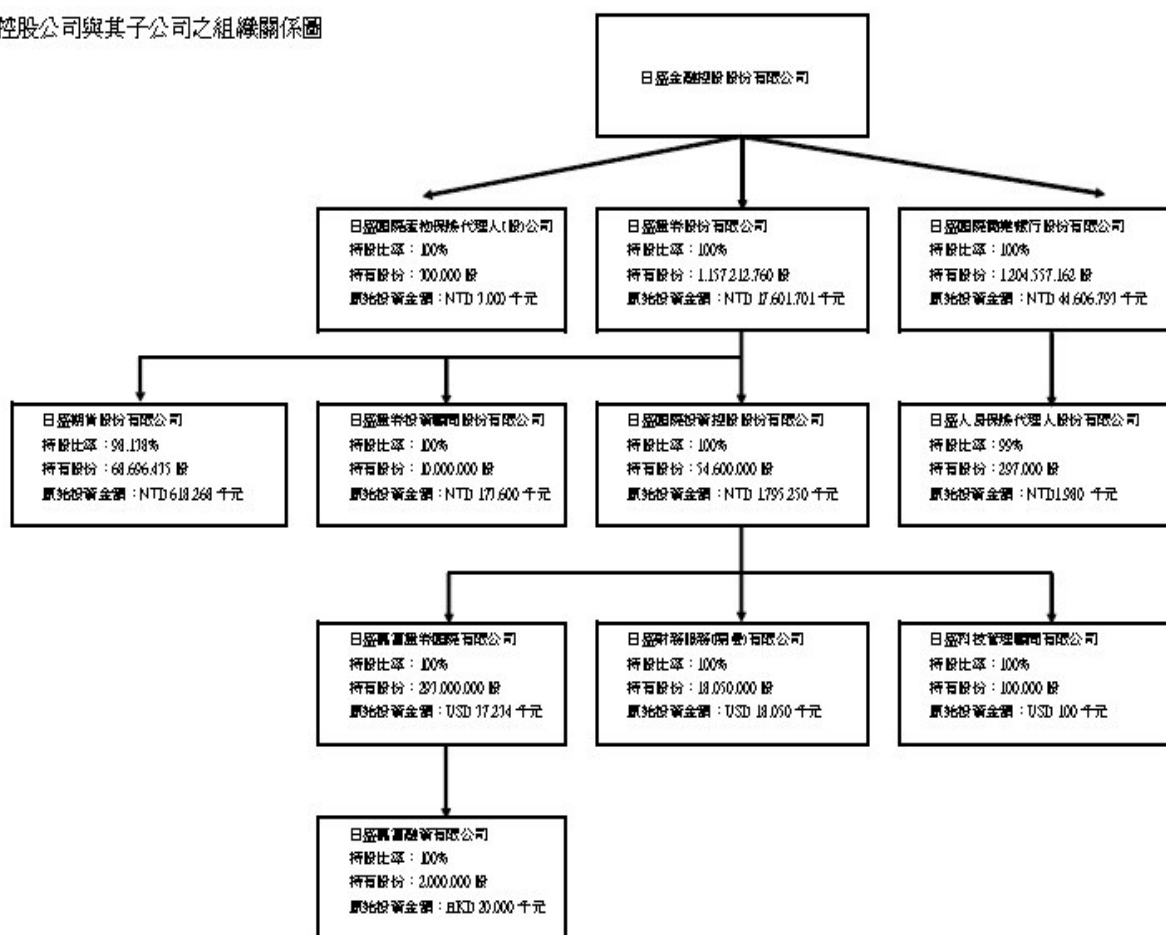 控股公司與其子公司之組織關係圖
日盛金融控股股份有限公司
日盛國際產物保險代理人(股)公司
持股比率：100%
持有股份：300,000 股
原始投資金額：NTD 3,000 千元
日盛證券股份有限公司
持股比率：100%
持有股份：1,157,212,760 股
原始投資金額：NTD 17,601,701 千元
日盛國際商業銀行股份有限公司
持股比率：100%
持有股份：1,204,557,162 股
原始投資金額：NTD 44,606,793 千元
日盛期貨股份有限公司
持股比率：98.138%
持有股份：68,696,435 股
原始投資金額：NTD 618,268 千元
日盛證券投資顧問股份有限公司
持股比率：100%
持有股份：10,000,000 股
原始投資金額：NTD 173,600 千元
日盛國際投資控股股份有限公司
持股比率：100%
持有股份：54,600,000 股
原始投資金額：NTD 1,795,250 千元
日盛人身保險代理人股份有限公司
持股比率：99%
持有股份：297,000 股
原始投資金額：NTD1,980 千元
日盛嘉富證券國際有限公司
持股比率：100%
持有股份：293,000,000 股
原始投資金額：USD 37,234 千元
日盛財務服務(開曼)有限公司
持股比率：100%
持有股份：18,050,000 股
原始投資金額：USD 18,050 千元
日盛科技管理顧問有限公司
持股比率：100%
持有股份：100,000 股
原始投資金額：USD 100 千元
日盛嘉富融資有限公司
持股比率：100%
持有股份：2,000,000 股
原始投資金額：HKD 20,000 千元